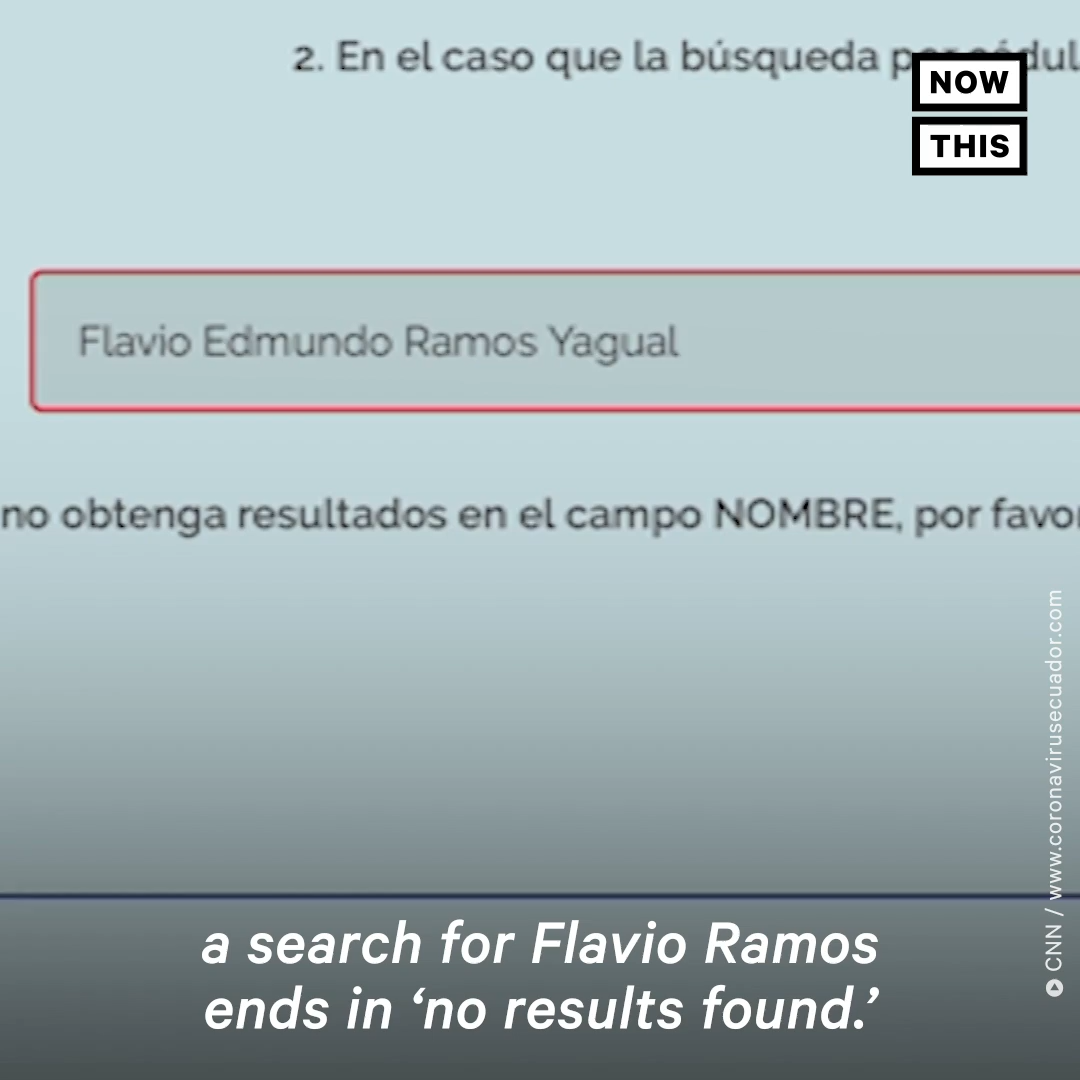 2. En el caso que la búsqueda
NOW
THIS
Flavio Edmundo Ramos Yagual
no obtenga resultados en el campo NOMBRE, por favor
CNN / www.coronavirusecuador.com
a search for Flavio Ramos
ends in ‘no results found.’